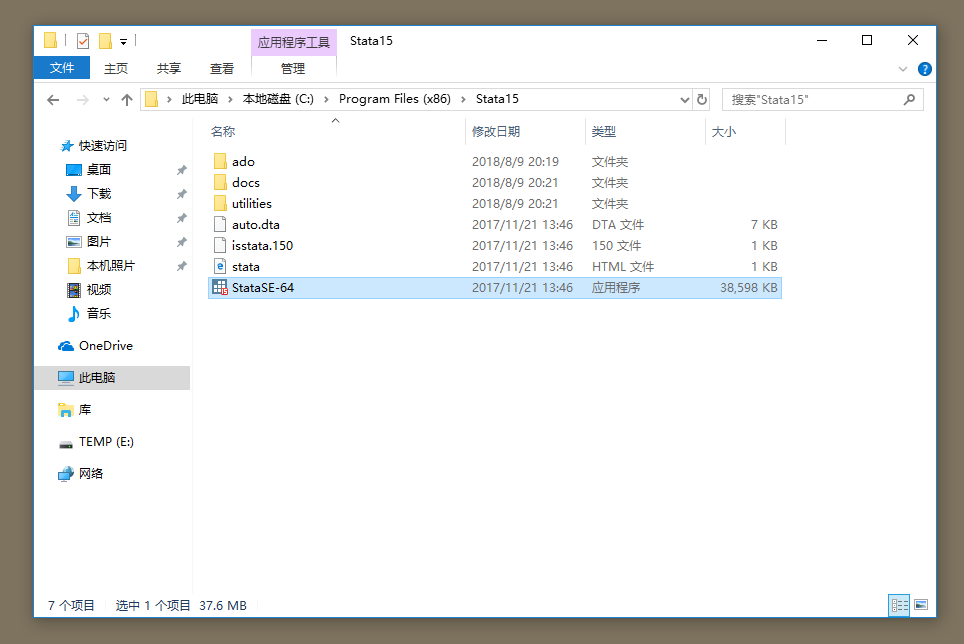 应用程序工具 Stata15
文件 主页 共享 查看 管理
此电脑 本地磁盘 (C:) Program Files (x86) Stata15 搜索"Stata15"
名称 修改日期 类型 大小
快速访问
桌面
下载
文档
图片
本机照片
视频
音乐
OneDrive
此电脑
库
TEMP (E:)
网络
ado 2018/8/9 20:19 文件夹
docs 2018/8/9 20:21 文件夹
utilities 2018/8/9 20:21 文件夹
auto.dta 2017/11/21 13:46 DTA 文件 7 KB
isstata.150 2017/11/21 13:46 150 文件 1 KB
stata 2017/11/21 13:46 HTML 文件 1 KB
StataSE-64 2017/11/21 13:46 应用程序 38,598 KB
7 个项目 选中 1 个项目 37.6 MB